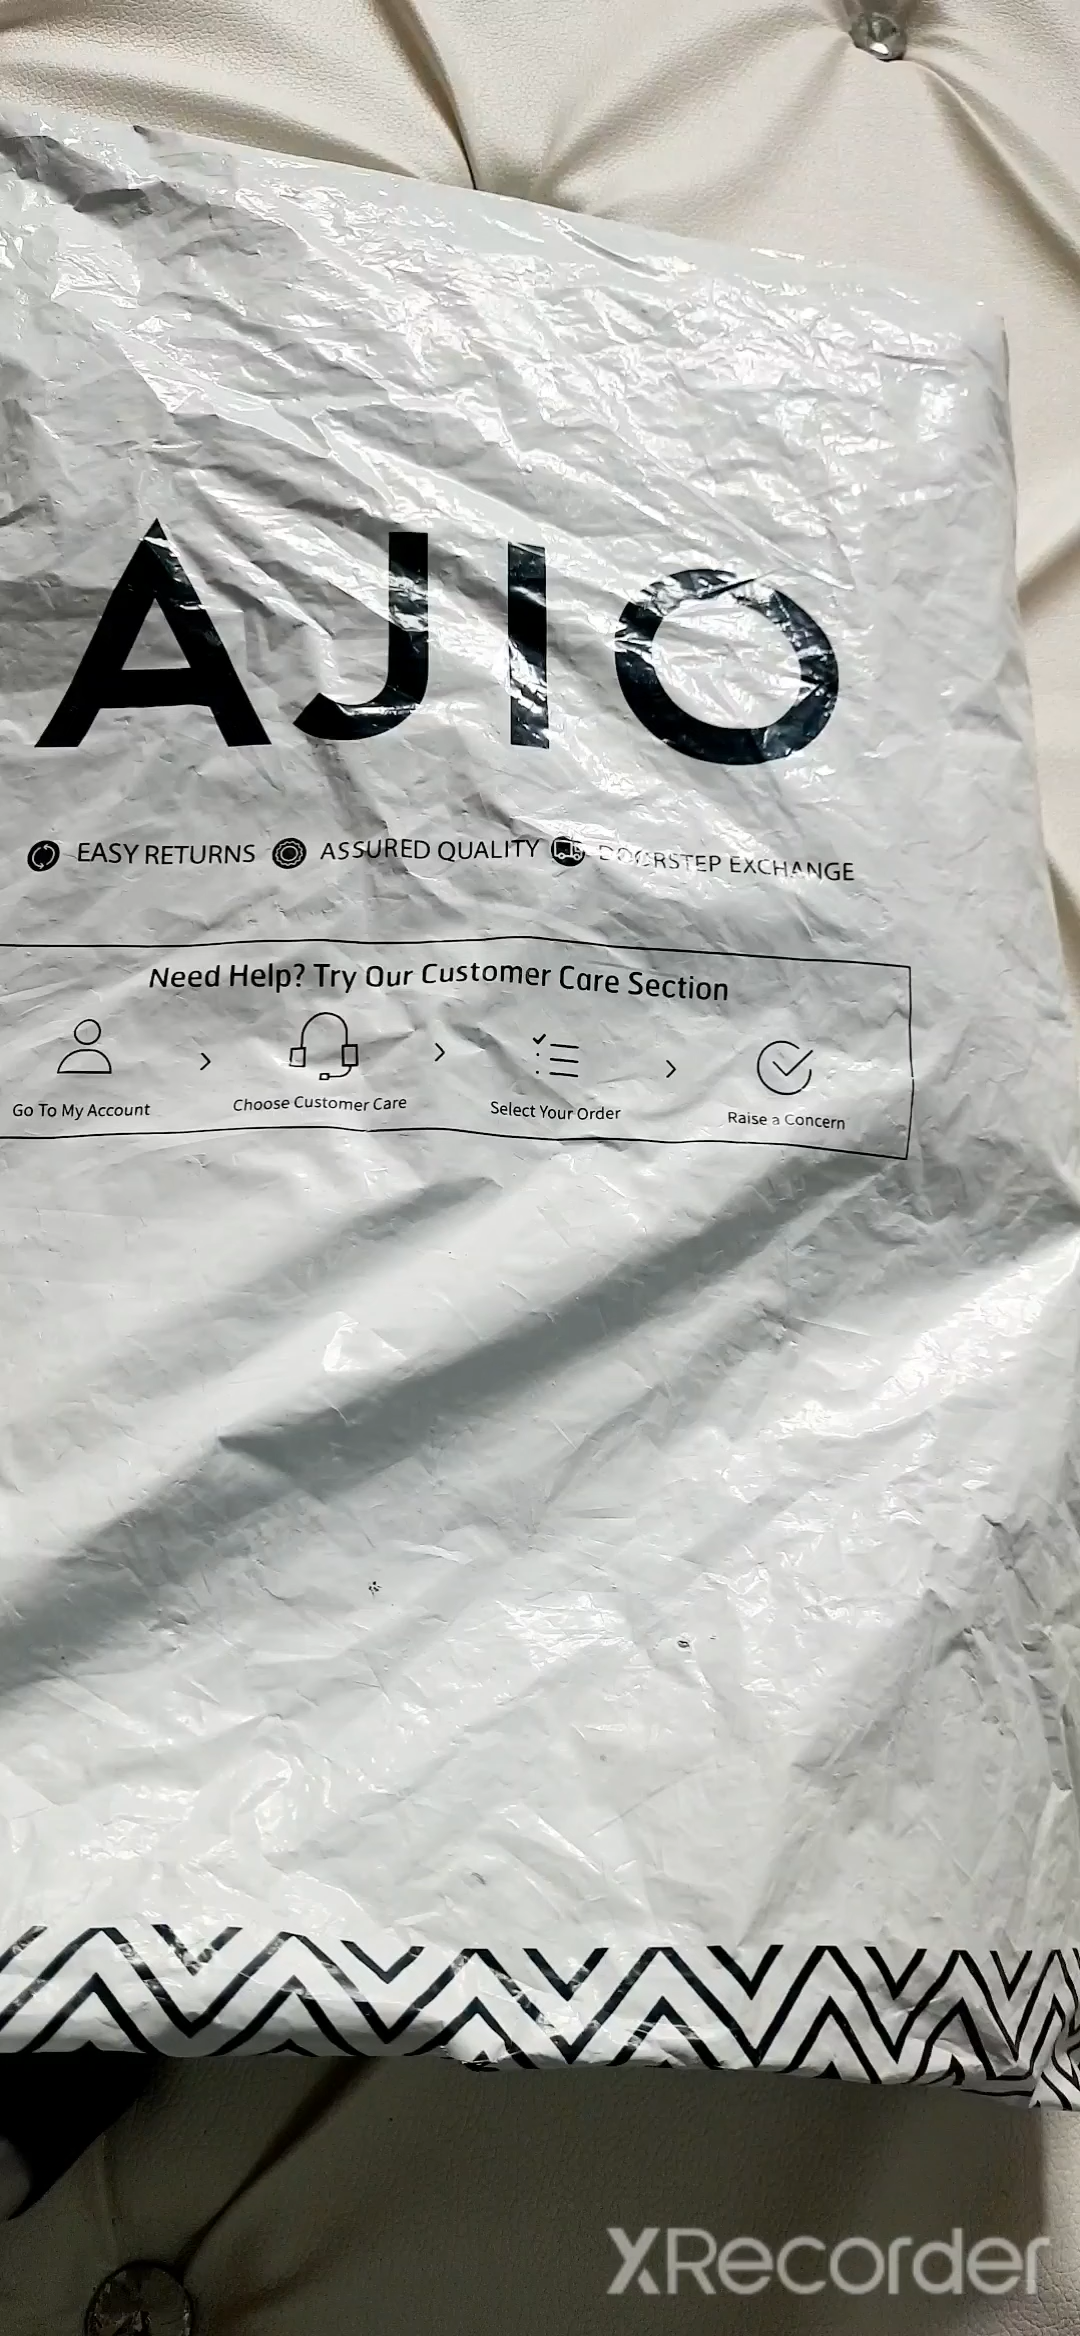 AJIO
EASY RETURNS ASSURED QUALITY DOORSTEP EXCHANGE
Need Help? Try Our Customer Care Section
Go To My Account > Choose Customer Care > Select Your Order > Raise a Concern
XRecorder